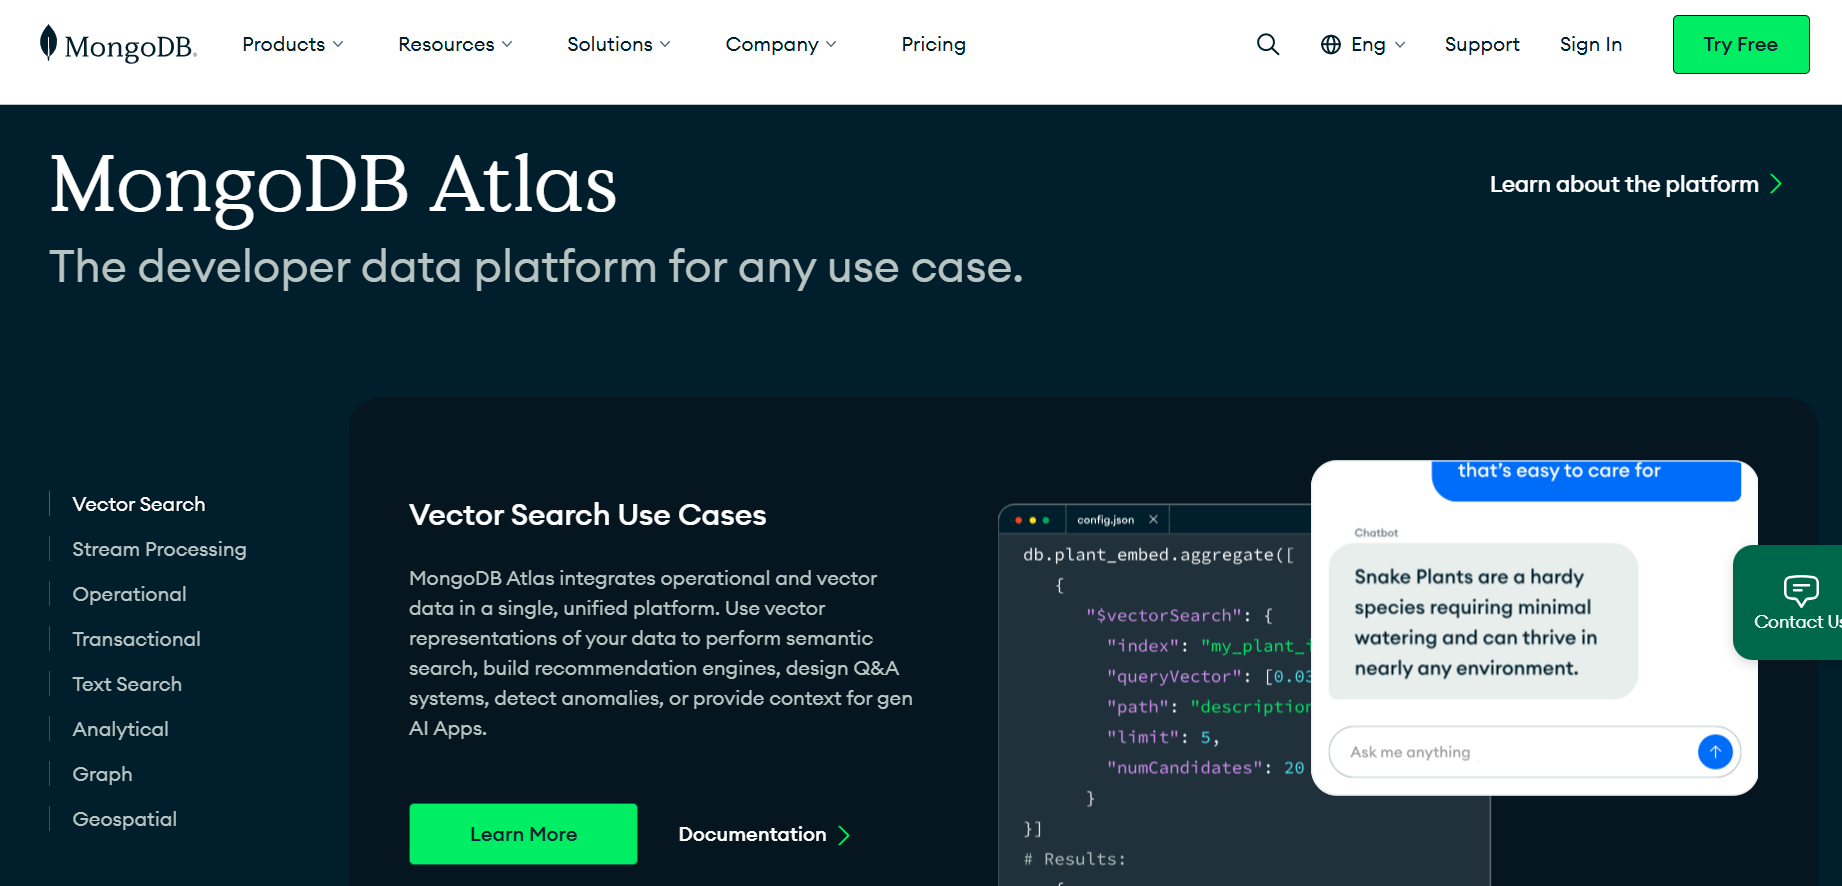 MongoDB.
Products
Resources
Solutions
Company
Pricing
Eng
Support
Sign In
Try Free
MongoDB Atlas
Learn about the platform
The developer data platform for any use case.
Vector Search
Stream Processing
Operational
Transactional
Text Search
Analytical
Graph
Geospatial
Vector Search Use Cases
MongoDB Atlas integrates operational and vector
data in a single, unified platform. Use vector
representations of your data to perform semantic
search, build recommendation engines, design Q&A
systems, detect anomalies, or provide context for gen
AI Apps.
Learn More
Documentation
config.json
db.plant_embed.aggregate([
{
"$vectorSearch": {
"index": "my_plant_
"queryVector": [0.03
"path": "description
"limit": 5,
"numCandidates": 20
}
}]
# Results:
{
that's easy to care for
Chatbot
Snake Plants are a hardy
species requiring minimal
watering and can thrive in
nearly any environment.
Ask me anything
Contact Us